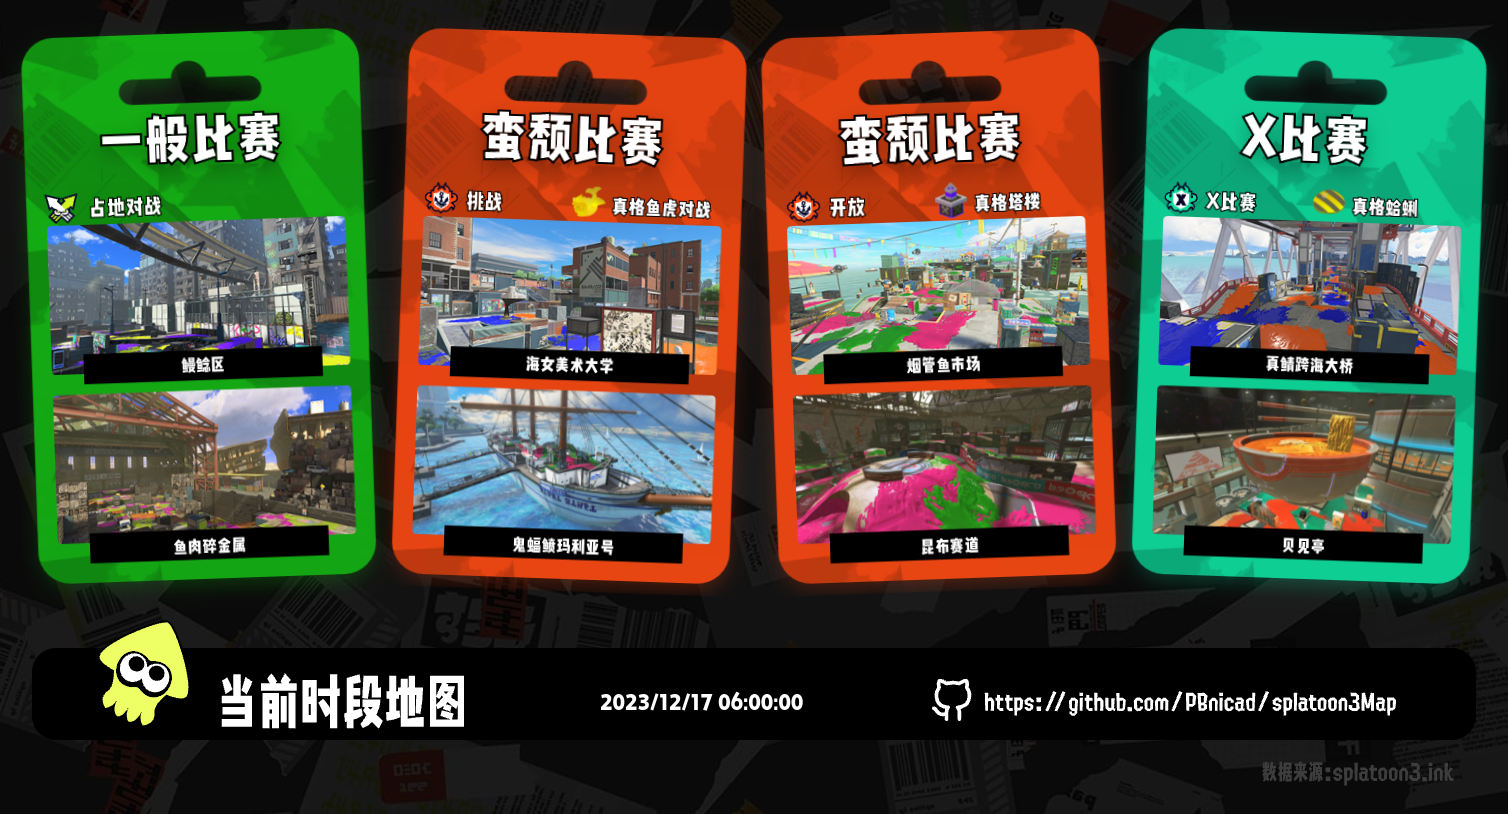 一般比赛
占地对战
鳗鲶区
鱼肉碎金属
蛮颓比赛
挑战
真格鱼虎对战
海女美术大学
鬼蝠鲼玛利亚号
蛮颓比赛
开放
真格塔楼
烟管鱼市场
昆布赛道
X比赛
X比赛
真格蛤蜊
真鲭跨海大桥
贝见亭
当前时段地图
2023/12/17 06:00:00
https://github.com/PBnicad/splatoon3Map
数据来源:splatoon3.ink